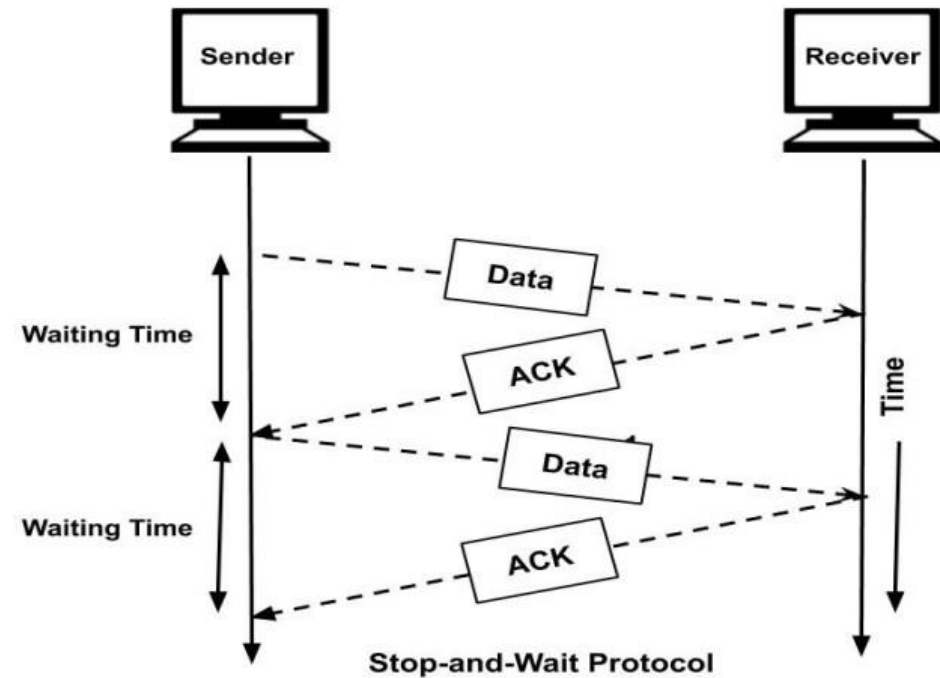 Sender
Receiver
Data
Waiting Time
ACK
Time
Data
Waiting Time
ACK
Stop-and-Wait Protocol